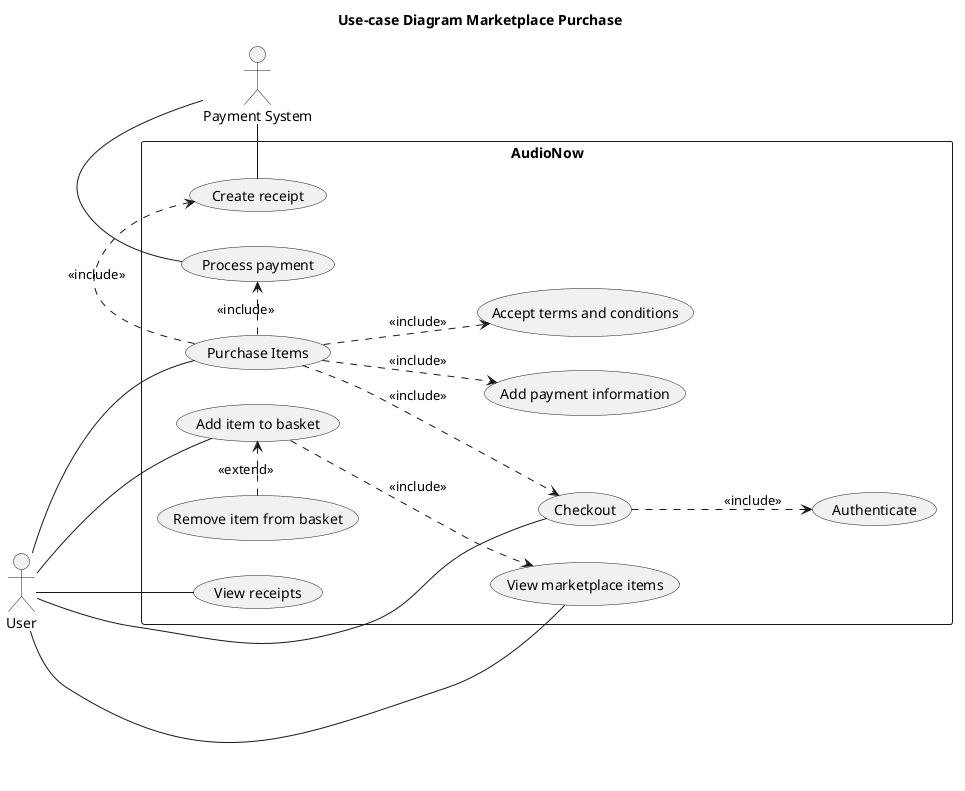 Use-case Diagram Marketplace Purchase
Payment System
AudioNow
Create receipt
Process payment
«include»
«include»
Purchase Items
«include»
Accept terms and conditions
«include»
Add payment information
«include»
Add item to basket
«extend»
Remove item from basket
«include»
Checkout
«include»
Authenticate
View receipts
View marketplace items
User